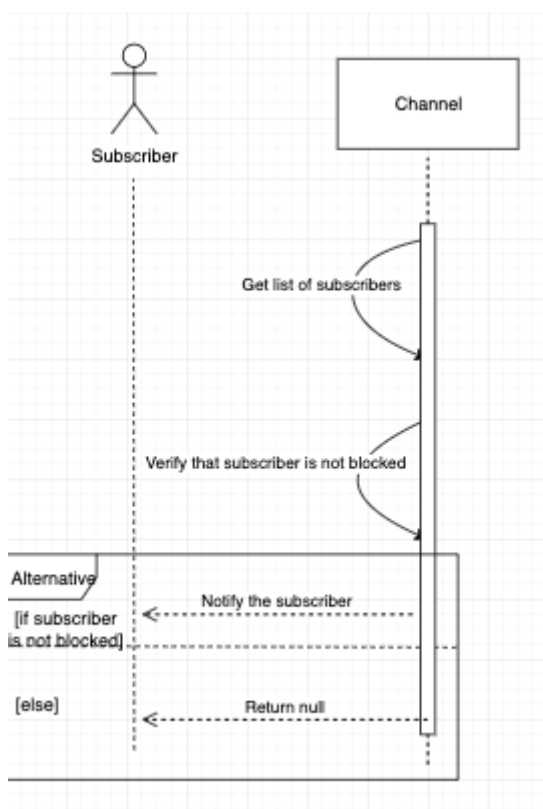 Channel
Subscriber
Get list of subscribers
Verify that subscriber is not blocked
Alternative
Notify the subscriber
[if subscriber
is not blocked]
[else]
Return null